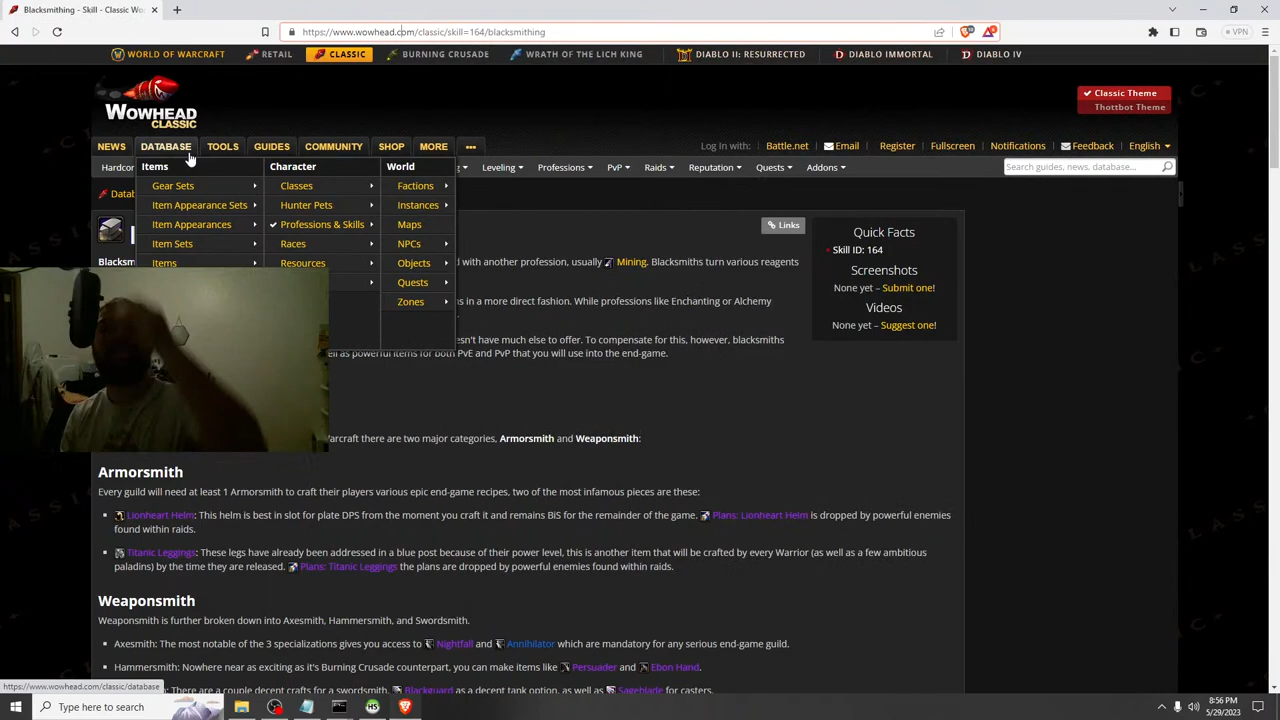 Blacksmithing - Skill - Classic Wo
https://www.wowhead.com/classic/skill=164/blacksmithing
VPN
WORLD OF WARCRAFT
RETAIL
CLASSIC
BURNING CRUSADE
WRATH OF THE LICH KING
DIABLO II: RESURRECTED
DIABLO IMMORTAL
DIABLO IV
WOWHEAD
CLASSIC
Classic Theme
Thottbot Theme
NEWS DATABASE TOOLS GUIDES COMMUNITY SHOP MORE ...
Log In with: Battle.net Email Register Fullscreen Notifications Feedback English
Hardcor
Items Character World
g Leveling Professions PvP Raids Reputation Quests Addons
Search guides, news, database...
Datab
Gear Sets Classes Factions
Item Appearance Sets Hunter Pets Instances
Item Appearances Professions & Skills Maps
Item Sets Races NPCs
Items Resources Objects
Quests
Zones
Links
Quick Facts
Skill ID: 164
Screenshots
None yet – Submit one!
Videos
None yet – Suggest one!
Blacksm
d with another profession, usually Mining. Blacksmiths turn various reagents
ns in a more direct fashion. While professions like Enchanting or Alchemy
esn't have much else to offer. To compensate for this, however, blacksmiths
ell as powerful items for both PvE and PvP that you will use into the end-game.
rcraft there are two major categories, Armorsmith and Weaponsmith:
Armorsmith
Every guild will need at least 1 Armorsmith to craft their players various epic end-game recipes, two of the most infamous pieces are these:
Lionheart Helm: This helm is best in slot for plate DPS from the moment you craft it and remains BiS for the remainder of the game. Plans: Lionheart Helm is dropped by powerful enemies
found within raids.
Titanic Leggings: These legs have already been addressed in a blue post because of their power level, this is another item that will be crafted by every Warrior (as well as a few ambitious
paladins) by the time they are released. Plans: Titanic Leggings the plans are dropped by powerful enemies found within raids.
Weaponsmith
Weaponsmith is further broken down into Axesmith, Hammersmith, and Swordsmith.
Axesmith: The most notable of the 3 specializations gives you access to Nightfall and Annihilator which are mandatory for any serious end-game guild.
Hammersmith: Nowhere near as exciting as it's Burning Crusade counterpart, you can make items like Persuader and Ebon Hand.
There are a couple decent crafts for a swordsmith, Blackguard as a decent tank option, as well as Sageblade for casters.
https://www.wowhead.com/classic/database
Type here to search
8:56 PM
5/29/2023